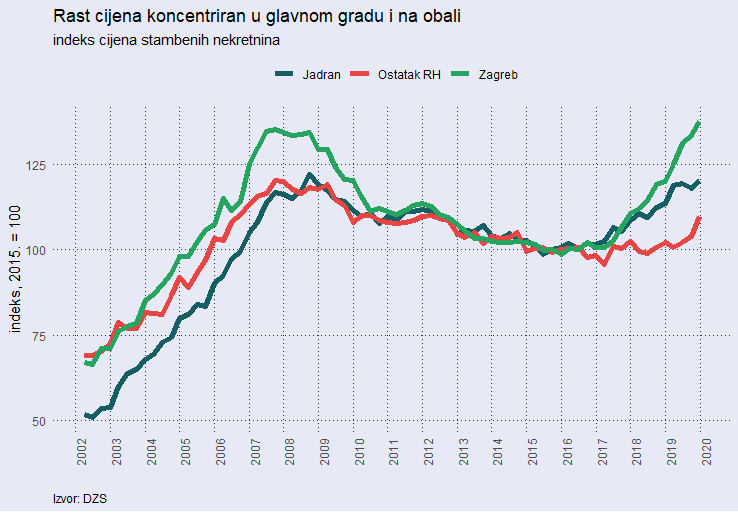 Rast cijena koncentriran u glavnom gradu i na obali
indeks cijena stambenih nekretnina
Jadran Ostatak RH Zagreb
indeks, 2015. = 100
125
100
75
50
2002 2003 2004 2005 2006 2007 2008 2009 2010 2011 2012 2013 2014 2015 2016 2017 2018 2019 2020
Izvor: DZS